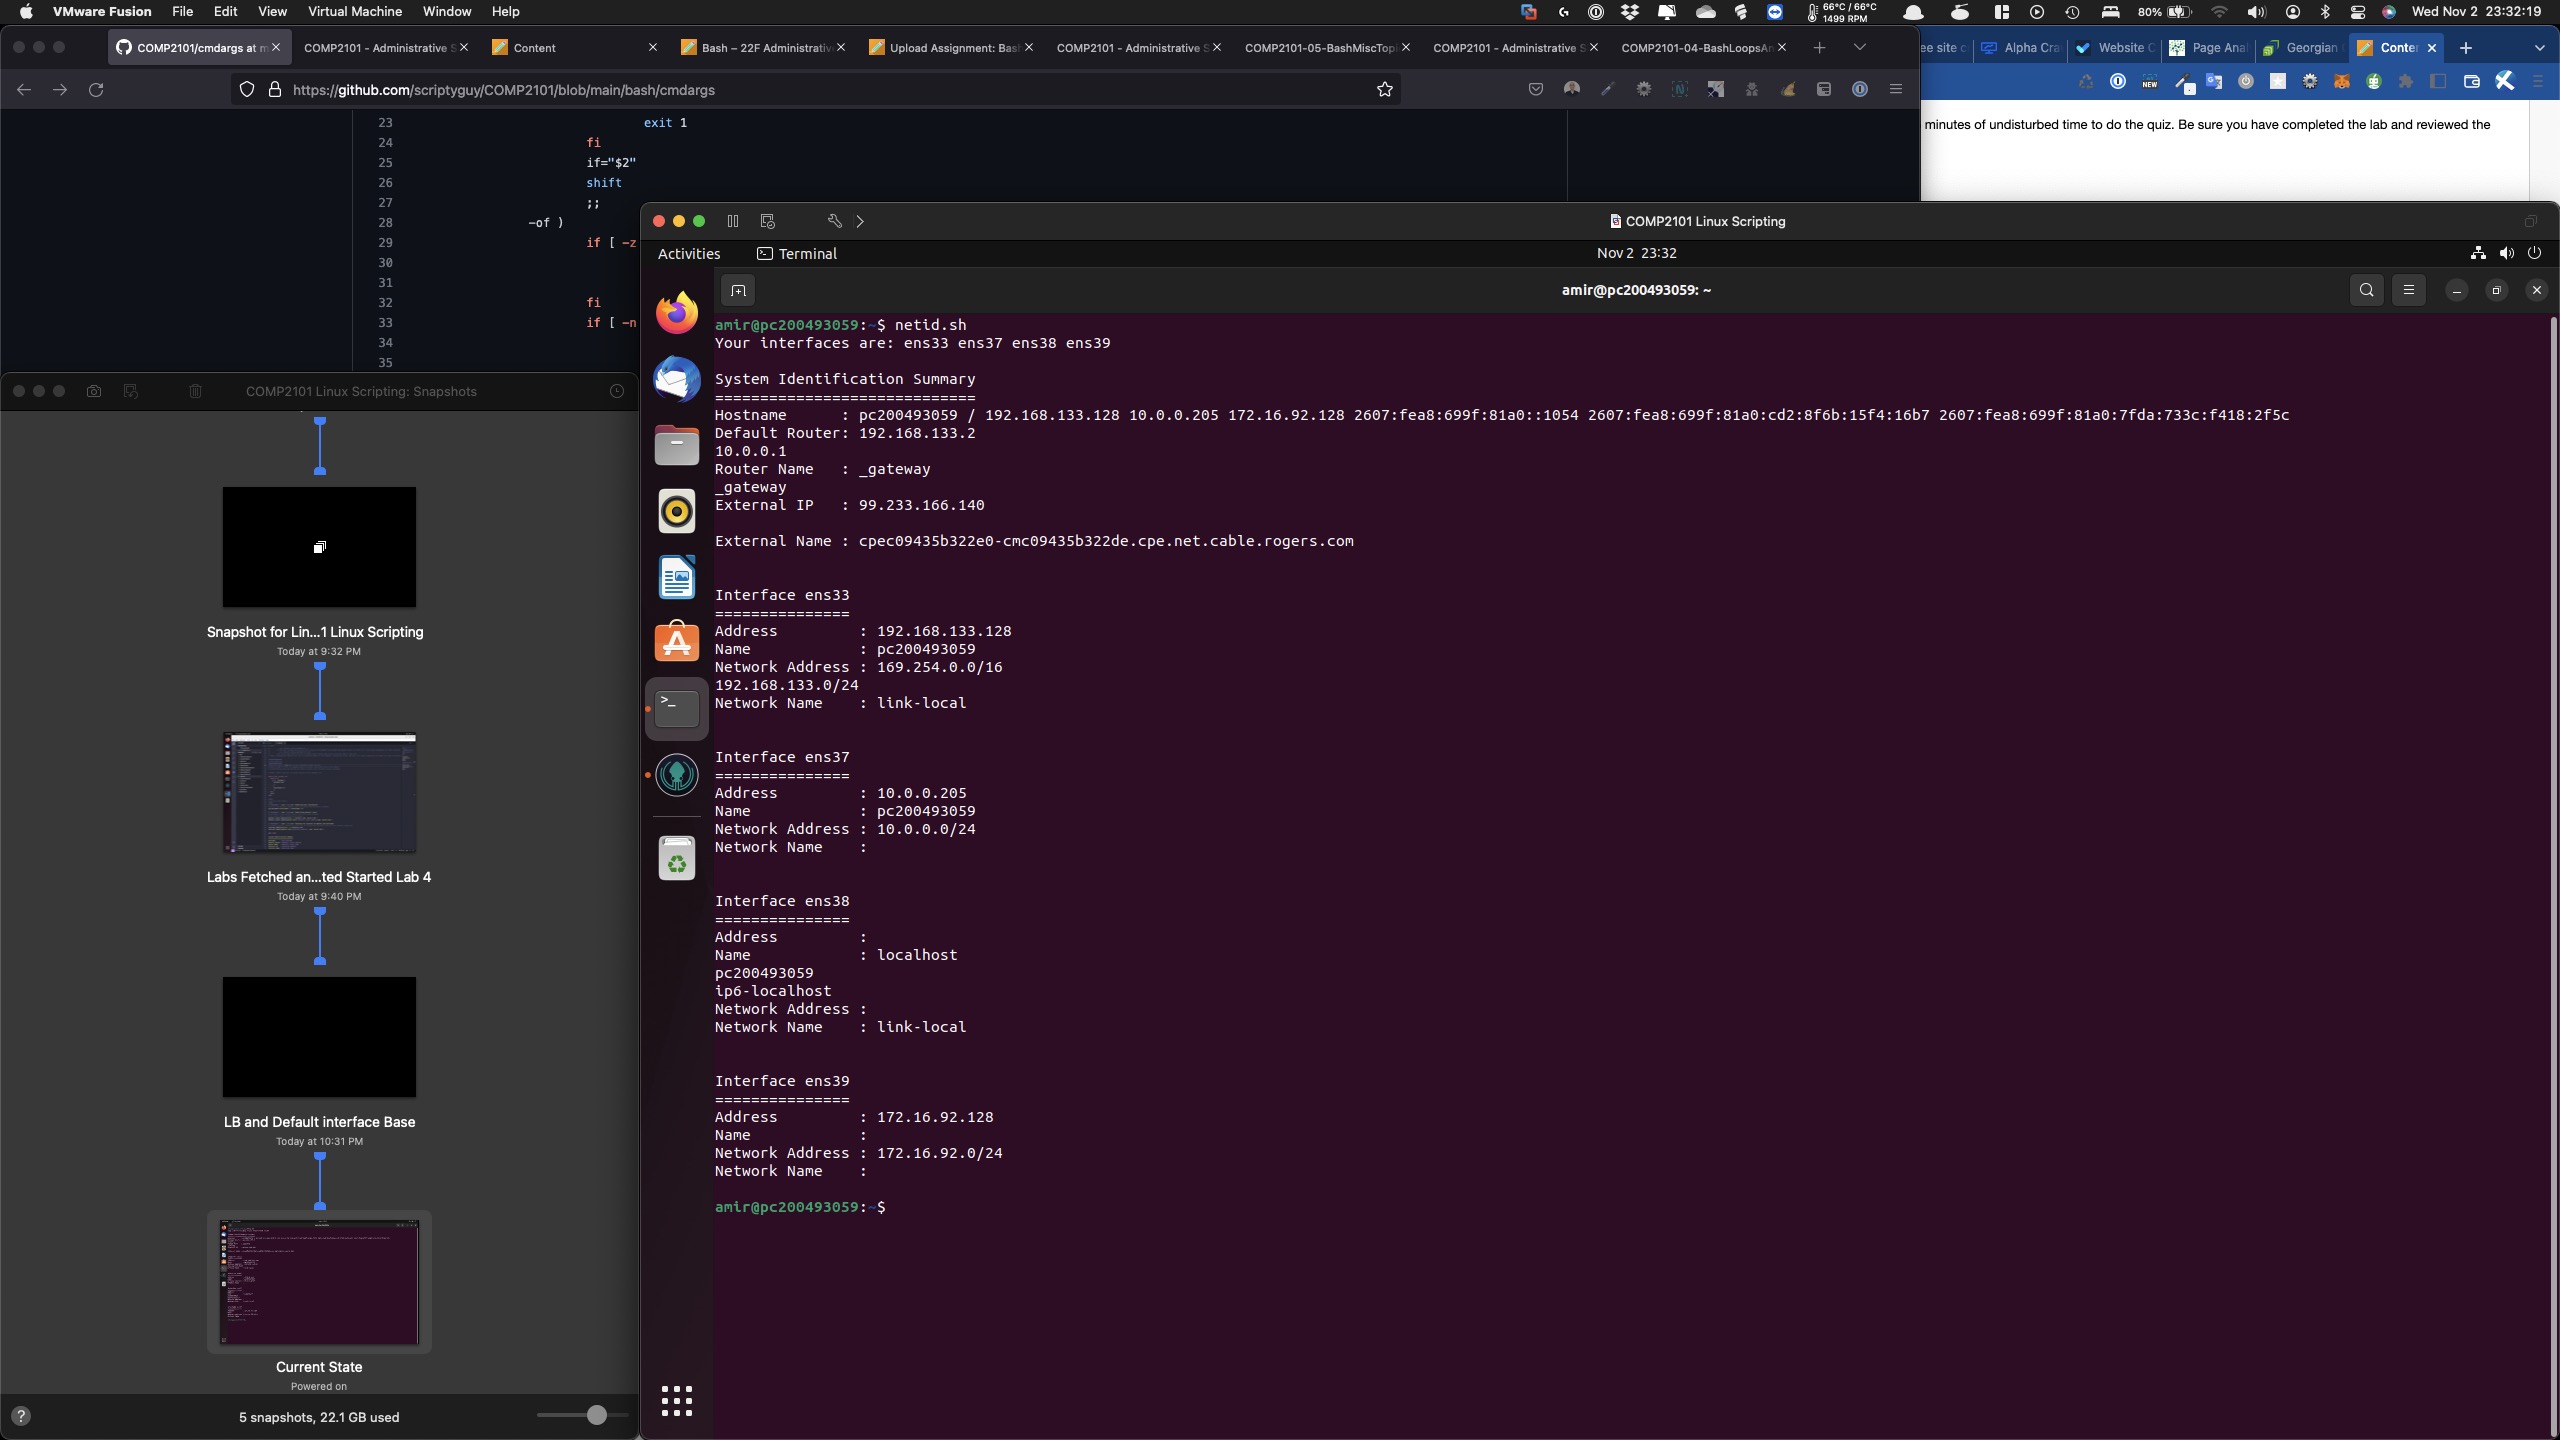 VMware Fusion File Edit View Virtual Machine Window Help
66°C / 66°C
1499 RPM
80%
Wed Nov 2 23:32:19
COMP2101/cmdargs at m
COMP2101 - Administrative S
Content
Bash – 22F Administrativ
Upload Assignment: Bas
COMP2101 - Administrative S
COMP2101-05-BashMiscTopi
COMP2101 - Administrative S
COMP2101-04-BashLoopsAn
ee site c
Alpha Cra
Website C
Page Ana
Georgian
Conte
https://github.com/scriptyguy/COMP2101/blob/main/bash/cmdargs
NEW
minutes of undisturbed time to do the quiz. Be sure you have completed the lab and reviewed the
23 exit 1
24 fi
25 if="$2"
26 shift
27 ;;
28 -of )
29 if [ -z
30
31
32 fi
33 if [ -n
34
35
COMP2101 Linux Scripting: Snapshots
Snapshot for Lin...1 Linux Scripting
Today at 9:32 PM
Labs Fetched an...ted Started Lab 4
Today at 9:40 PM
LB and Default interface Base
Today at 10:31 PM
Current State
Powered on
?
5 snapshots, 22.1 GB used
COMP2101 Linux Scripting
Activities Terminal
Nov 2 23:32
amir@pc200493059: ~
amir@pc200493059:~$ netid.sh
Your interfaces are: ens33 ens37 ens38 ens39
System Identification Summary
=============================
Hostname      : pc200493059 / 192.168.133.128 10.0.0.205 172.16.92.128 2607:fea8:699f:81a0::1054 2607:fea8:699f:81a0:cd2:8f6b:15f4:16b7 2607:fea8:699f:81a0:7fda:733c:f418:2f5c
Default Router: 192.168.133.2
10.0.0.1
Router Name   : _gateway
_gateway
External IP   : 99.233.166.140
External Name : cpec09435b322e0-cmc09435b322de.cpe.net.cable.rogers.com
Interface ens33
===============
Address         : 192.168.133.128
Name            : pc200493059
Network Address : 169.254.0.0/16
192.168.133.0/24
Network Name    : link-local
Interface ens37
===============
Address         : 10.0.0.205
Name            : pc200493059
Network Address : 10.0.0.0/24
Network Name    :
Interface ens38
===============
Address         :
Name            : localhost
pc200493059
ip6-localhost
Network Address :
Network Name    : link-local
Interface ens39
===============
Address         : 172.16.92.128
Name            :
Network Address : 172.16.92.0/24
Network Name    :
amir@pc200493059:~$